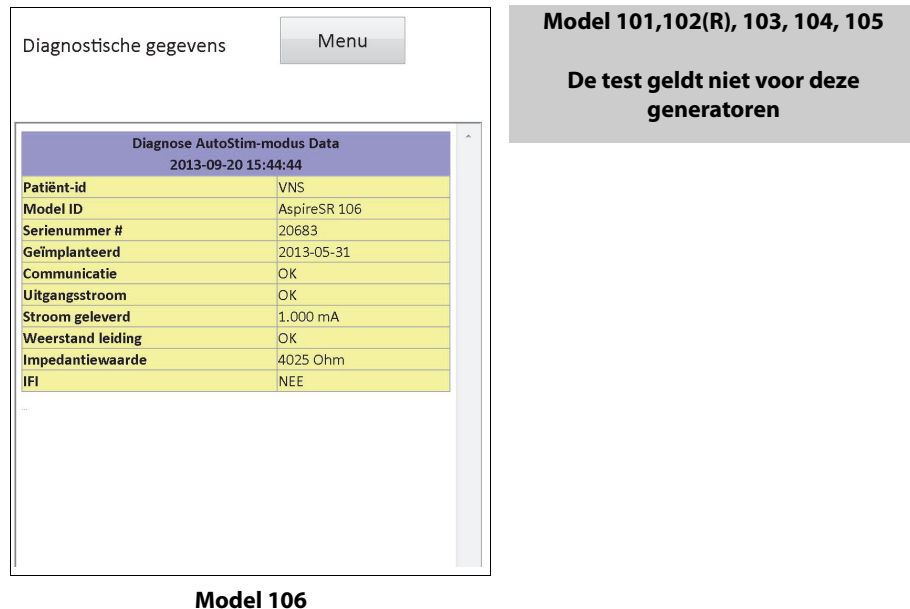 Diagnostische gegevens
Menu
Diagnose AutoStim-modus Data
2013-09-20 15:44:44
Patiënt-id VNS
Model ID AspireSR 106
Serienummer # 20683
Geïmplanteerd 2013-05-31
Communicatie OK
Uitgangsstroom OK
Stroom geleverd 1.000 mA
Weerstand leiding OK
Impedantiewaarde 4025 Ohm
IFI NEE
...
Model 106
Model 101,102(R), 103, 104, 105
De test geldt niet voor deze
generatoren